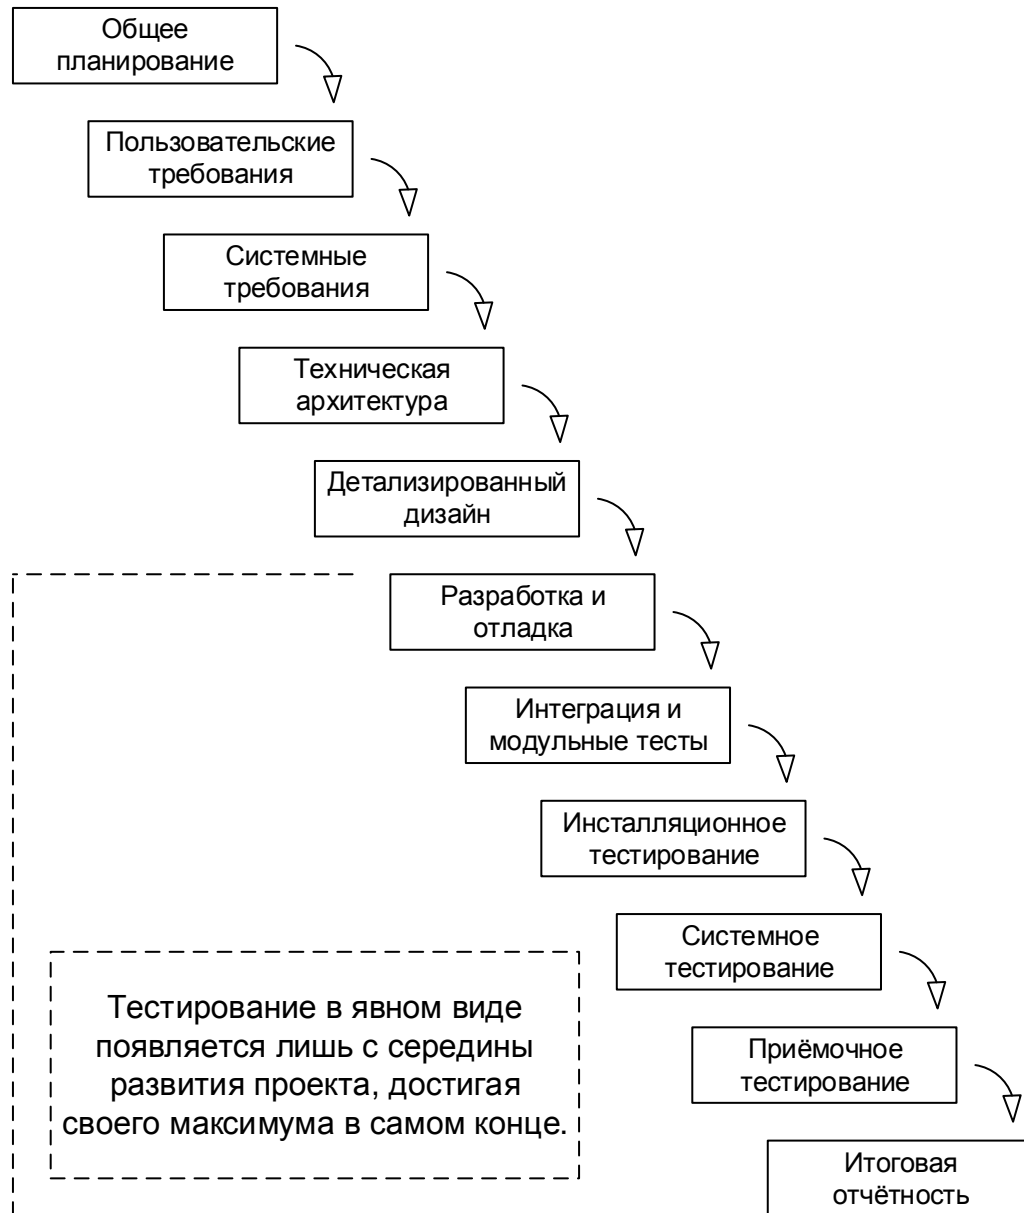 Общее
планирование
Пользовательские
требования
Системные
требования
Техническая
архитектура
Детализированный
дизайн
Разработка и
отладка
Интеграция и
модульные тесты
Инсталляционное
тестирование
Системное
тестирование
Тестирование в явном виде
появляется лишь с середины
развития проекта, достигая
своего максимума в самом конце.
Приёмочное
тестирование
Итоговая
отчётность